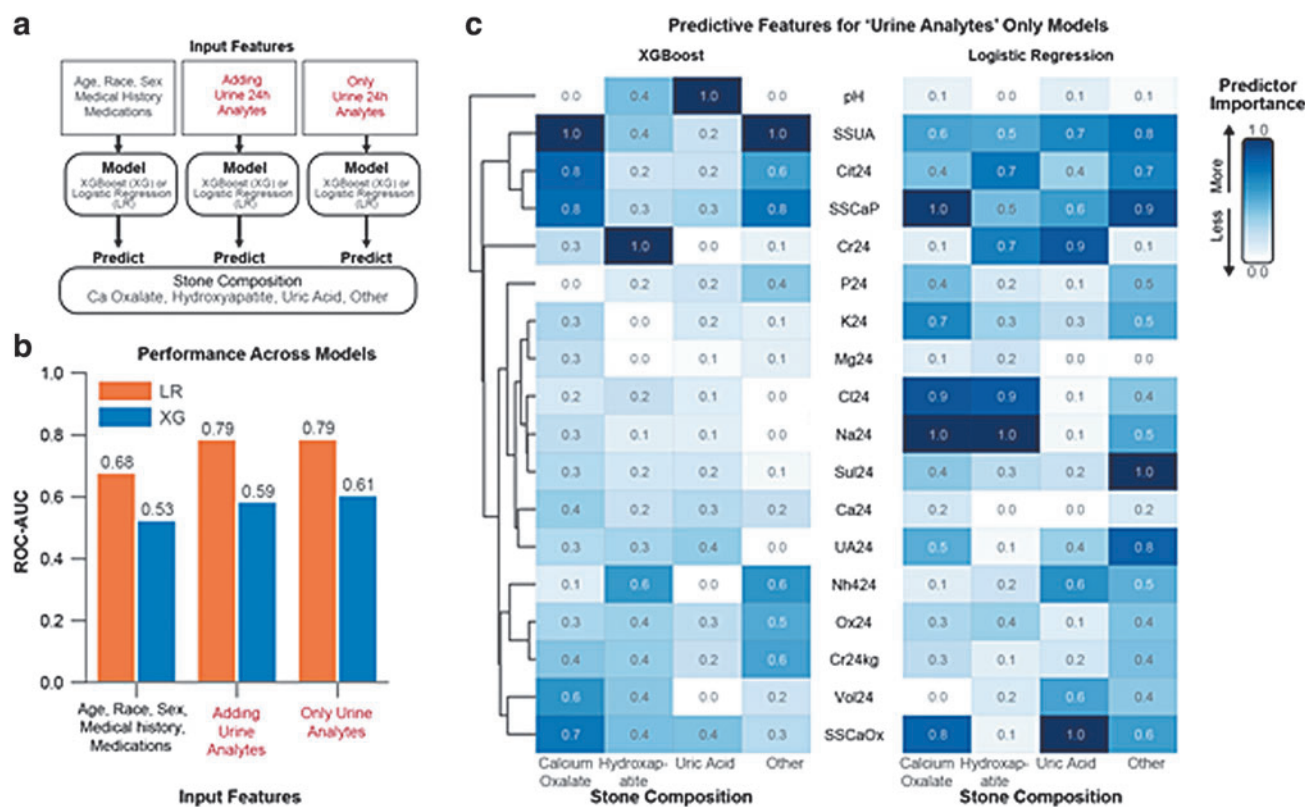 a
Input Features
Age, Race, Sex
Medical History
Medications
Adding
Urine 24h
Analytes
Only
Urine 24h
Analytes
Model
XGBoost (XG) or
Logistic Regression
(LR)
Model
XGBoost (XG) or
Logistic Regression
(LR)
Model
XGBoost (XG) or
Logistic Regression
(LR)
Predict Predict Predict
Stone Composition
Ca Oxalate, Hydroxyapatite, Uric Acid, Other
b
Performance Across Models
LR
XG
ROC-AUC
1.0
0.8
0.6
0.4
0.2
0.0
0.68 0.53 0.79 0.59 0.79 0.61
Age, Race, Sex,
Medical history,
Medications
Adding
Urine
Analytes
Only Urine
Analytes
Input Features
c
Predictive Features for 'Urine Analytes' Only Models
XGBoost Logistic Regression
0.0 0.4 1.0 0.0 pH 0.1 0.0 0.1 0.1
1.0 0.4 0.2 1.0 SSUA 0.6 0.5 0.7 0.8
0.8 0.2 0.2 0.6 Cit24 0.4 0.7 0.4 0.7
0.8 0.3 0.3 0.8 SSCaP 1.0 0.5 0.6 0.9
0.3 1.0 0.0 0.1 Cr24 0.1 0.7 0.9 0.1
0.0 0.2 0.2 0.4 P24 0.4 0.2 0.1 0.5
0.3 0.0 0.2 0.1 K24 0.7 0.3 0.3 0.5
0.3 0.0 0.1 0.1 Mg24 0.1 0.2 0.0 0.0
0.2 0.2 0.1 0.0 Cl24 0.9 0.9 0.1 0.4
0.3 0.1 0.1 0.0 Na24 1.0 1.0 0.1 0.5
0.3 0.2 0.2 0.1 Sul24 0.4 0.3 0.2 1.0
0.4 0.2 0.3 0.2 Ca24 0.2 0.0 0.0 0.2
0.3 0.3 0.4 0.0 UA24 0.5 0.1 0.4 0.8
0.1 0.6 0.0 0.6 Nh424 0.1 0.2 0.6 0.5
0.3 0.4 0.3 0.5 Ox24 0.3 0.4 0.1 0.4
0.4 0.4 0.2 0.6 Cr24kg 0.3 0.1 0.2 0.4
0.6 0.4 0.0 0.2 Vol24 0.0 0.2 0.6 0.4
0.7 0.4 0.4 0.3 SSCaOx 0.8 0.1 1.0 0.6
Calcium
Oxalate
Hydroxap-
atite
Uric Acid
Other
Calcium
Oxalate
Hydroxap-
atite
Uric Acid
Other
Stone Composition Stone Composition
Predictor
Importance
1.0
More
Less
0.0